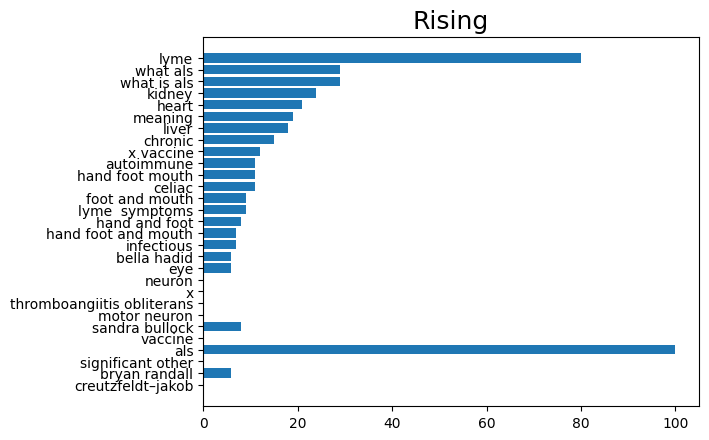 Rising
lyme
what als
what is als
kidney
heart
meaning
liver
chronic
x vaccine
autoimmune
hand foot mouth
celiac
foot and mouth
lyme  symptoms
hand and foot
hand foot and mouth
infectious
bella hadid
eye
neuron
x
thromboangiitis obliterans
motor neuron
sandra bullock
vaccine
als
significant other
bryan randall
creutzfeldt–jakob
0 20 40 60 80 100